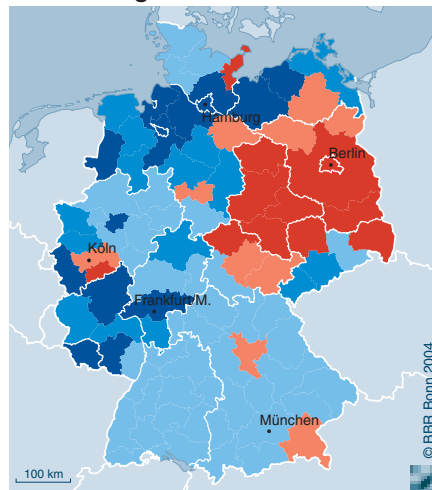 Hamburg
Berlin
Köln
Frankfurt/M.
München
100 km
© BBR Bonn 2004